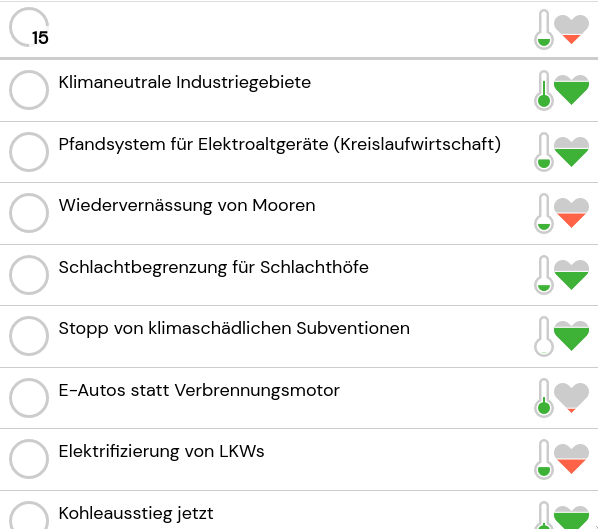 15
Klimaneutrale Industriegebiete
Pfandsystem für Elektroaltgeräte (Kreislaufwirtschaft)
Wiedervernässung von Mooren
Schlachtbegrenzung für Schlachthöfe
Stopp von klimaschädlichen Subventionen
E-Autos statt Verbrennungsmotor
Elektrifizierung von LKWs
Kohleausstieg jetzt